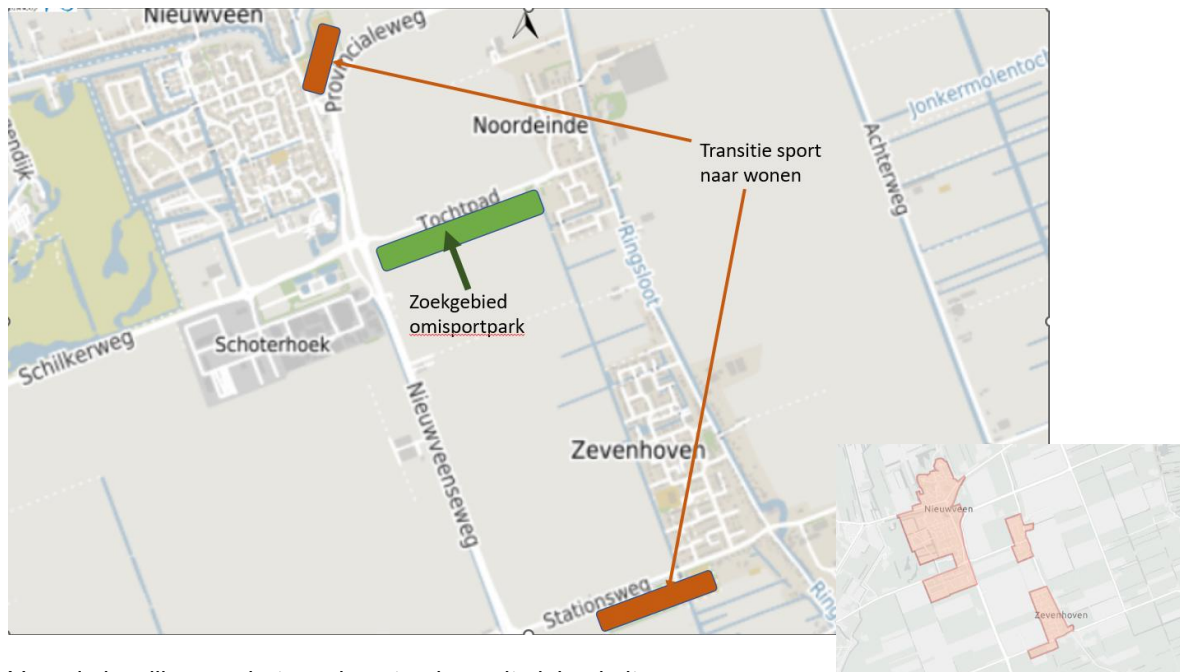 Nieuwveen
Provincialeweg
Noordeinde
Jonkermolentoch
Achterweg
Transitie sport
naar wonen
Tochtpad
Ringsloot
Zoekgebied
omisportpark
Schoterhoek
Schilkerweg
Nieuwveenseweg
Zevenhoven
Stationsweg
Ring
Nieuwveen
Zevenhoven